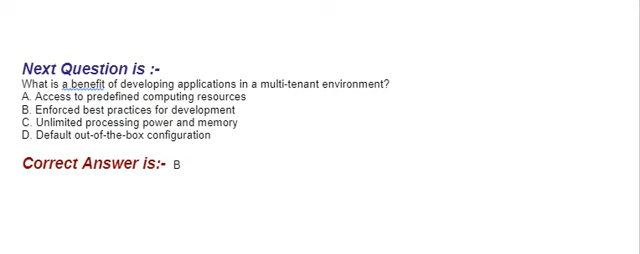 Next Question is :-
What is a benefit of developing applications in a multi-tenant environment?
A. Access to predefined computing resources
B. Enforced best practices for development
C. Unlimited processing power and memory
D. Default out-of-the-box configuration
Correct Answer is:- B